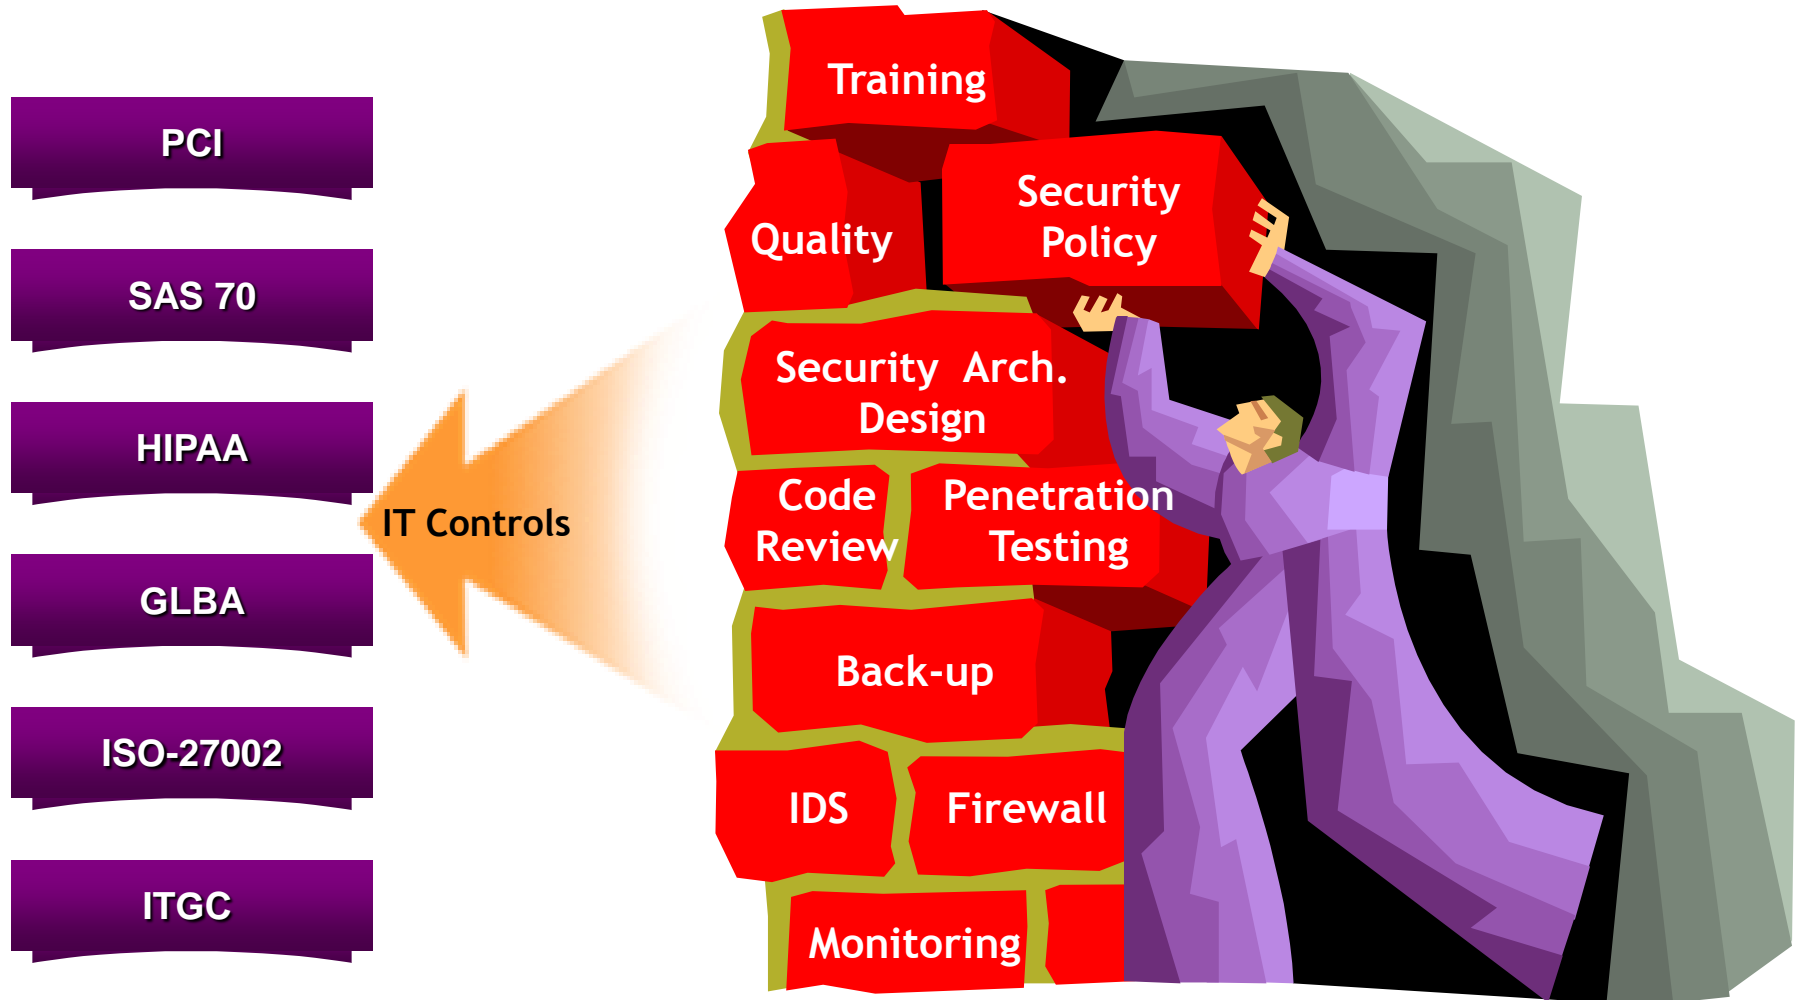 PCI
SAS 70
HIPAA
GLBA
ISO-27002
ITGC
IT Controls
Training
Security
Policy
Quality
Security Arch.
Design
Code
Review
Penetration
Testing
Back-up
IDS
Firewall
Monitoring